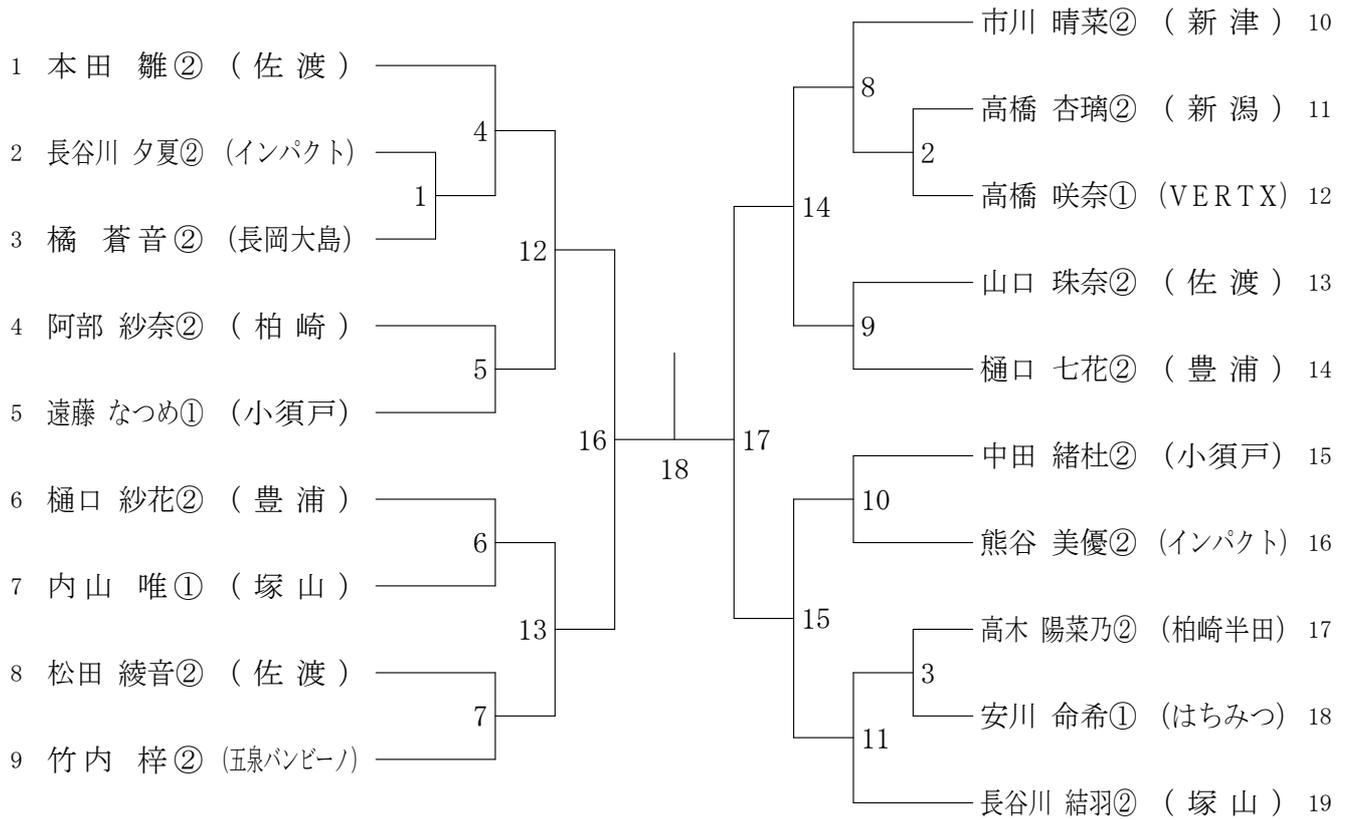 1 本田 雛② (佐渡)
2 長谷川 夕夏② (インパクト)
3 橘 蒼音② (長岡大島)
4 阿部 紗奈② (柏崎)
5 遠藤 なつめ① (小須戸)
6 樋口 紗花② (豊浦)
7 内山 唯① (塚山)
8 松田 綾音② (佐渡)
9 竹内 梓② (五泉バンビーノ)
4
1
12
5
16
6
13
7
18
市川 晴菜② (新津) 10
高橋 杏璃② (新潟) 11
高橋 咲奈① (VERTX) 12
山口 珠奈② (佐渡) 13
樋口 七花② (豊浦) 14
中田 緒杜② (小須戸) 15
熊谷 美優② (インパクト) 16
高木 陽菜乃② (柏崎半田) 17
安川 命希① (はちみつ) 18
長谷川 結羽② (塚山) 19
8
2
14
9
17
10
15
3
11